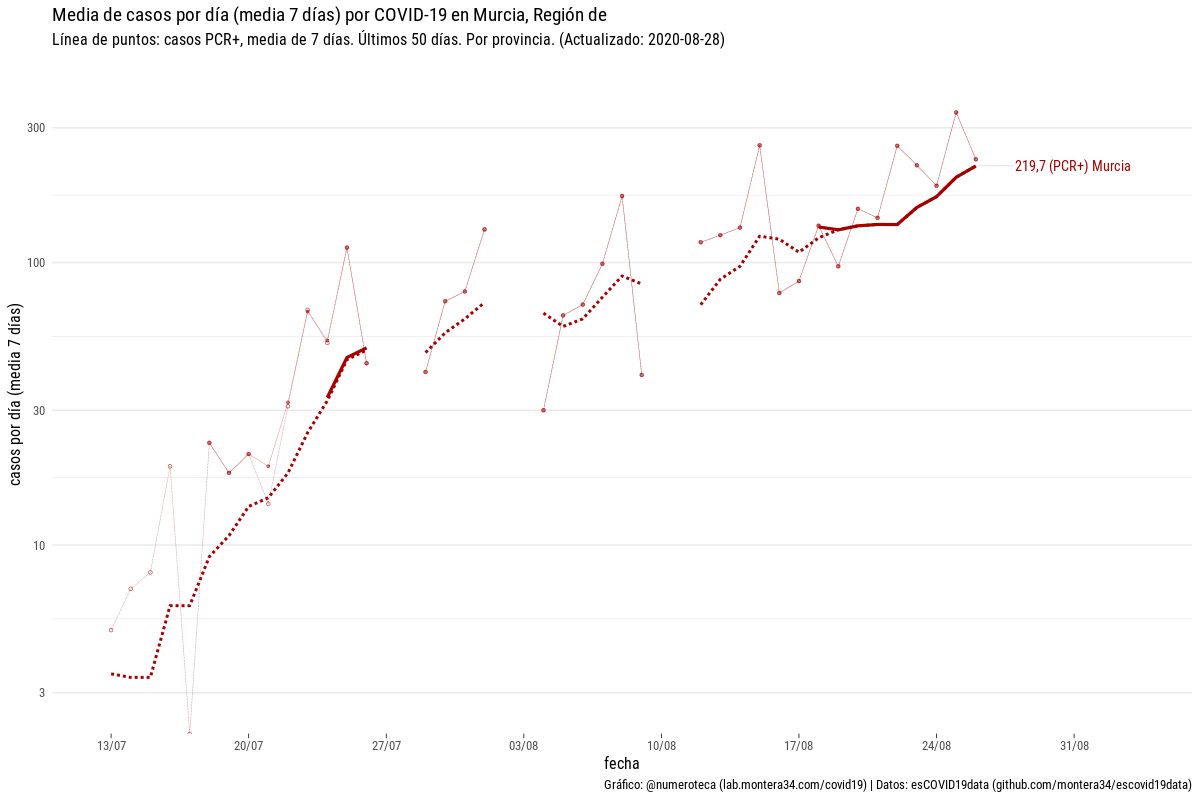 Media de casos por día (media 7 días) por COVID-19 en Murcia, Región de
Línea de puntos: casos PCR+, media de 7 días. Últimos 50 días. Por provincia. (Actualizado: 2020-08-28)
casos por día (media 7 días)
300
100
30
10
3
219,7 (PCR+) Murcia
13/07
20/07
27/07
03/08
10/08
17/08
24/08
31/08
fecha
Gráfico: @numeroteca (lab.montera34.com/covid19) | Datos: esCOVID19data (github.com/montera34/escovid19data)